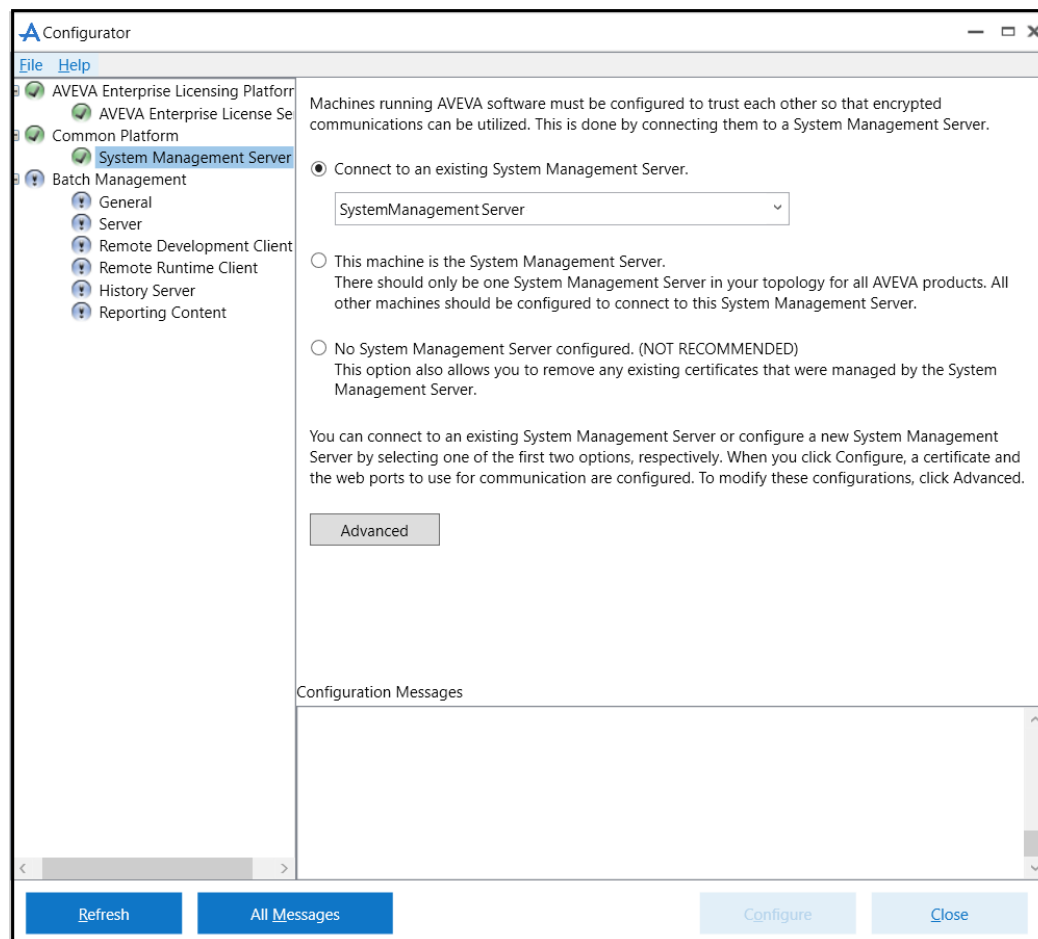 Configurator
File Help
AVEVA Enterprise Licensing Platforr
AVEVA Enterprise License Se
Common Platform
System Management Server
Batch Management
General
Server
Remote Development Client
Remote Runtime Client
History Server
Reporting Content
Machines running AVEVA software must be configured to trust each other so that encrypted
communications can be utilized. This is done by connecting them to a System Management Server.
Connect to an existing System Management Server.
SystemManagementServer
This machine is the System Management Server.
There should only be one System Management Server in your topology for all AVEVA products. All
other machines should be configured to connect to this System Management Server.
No System Management Server configured. (NOT RECOMMENDED)
This option also allows you to remove any existing certificates that were managed by the System
Management Server.
You can connect to an existing System Management Server or configure a new System Management
Server by selecting one of the first two options, respectively. When you click Configure, a certificate and
the web ports to use for communication are configured. To modify these configurations, click Advanced.
Advanced
Configuration Messages
Refresh
All Messages
Configure
Close